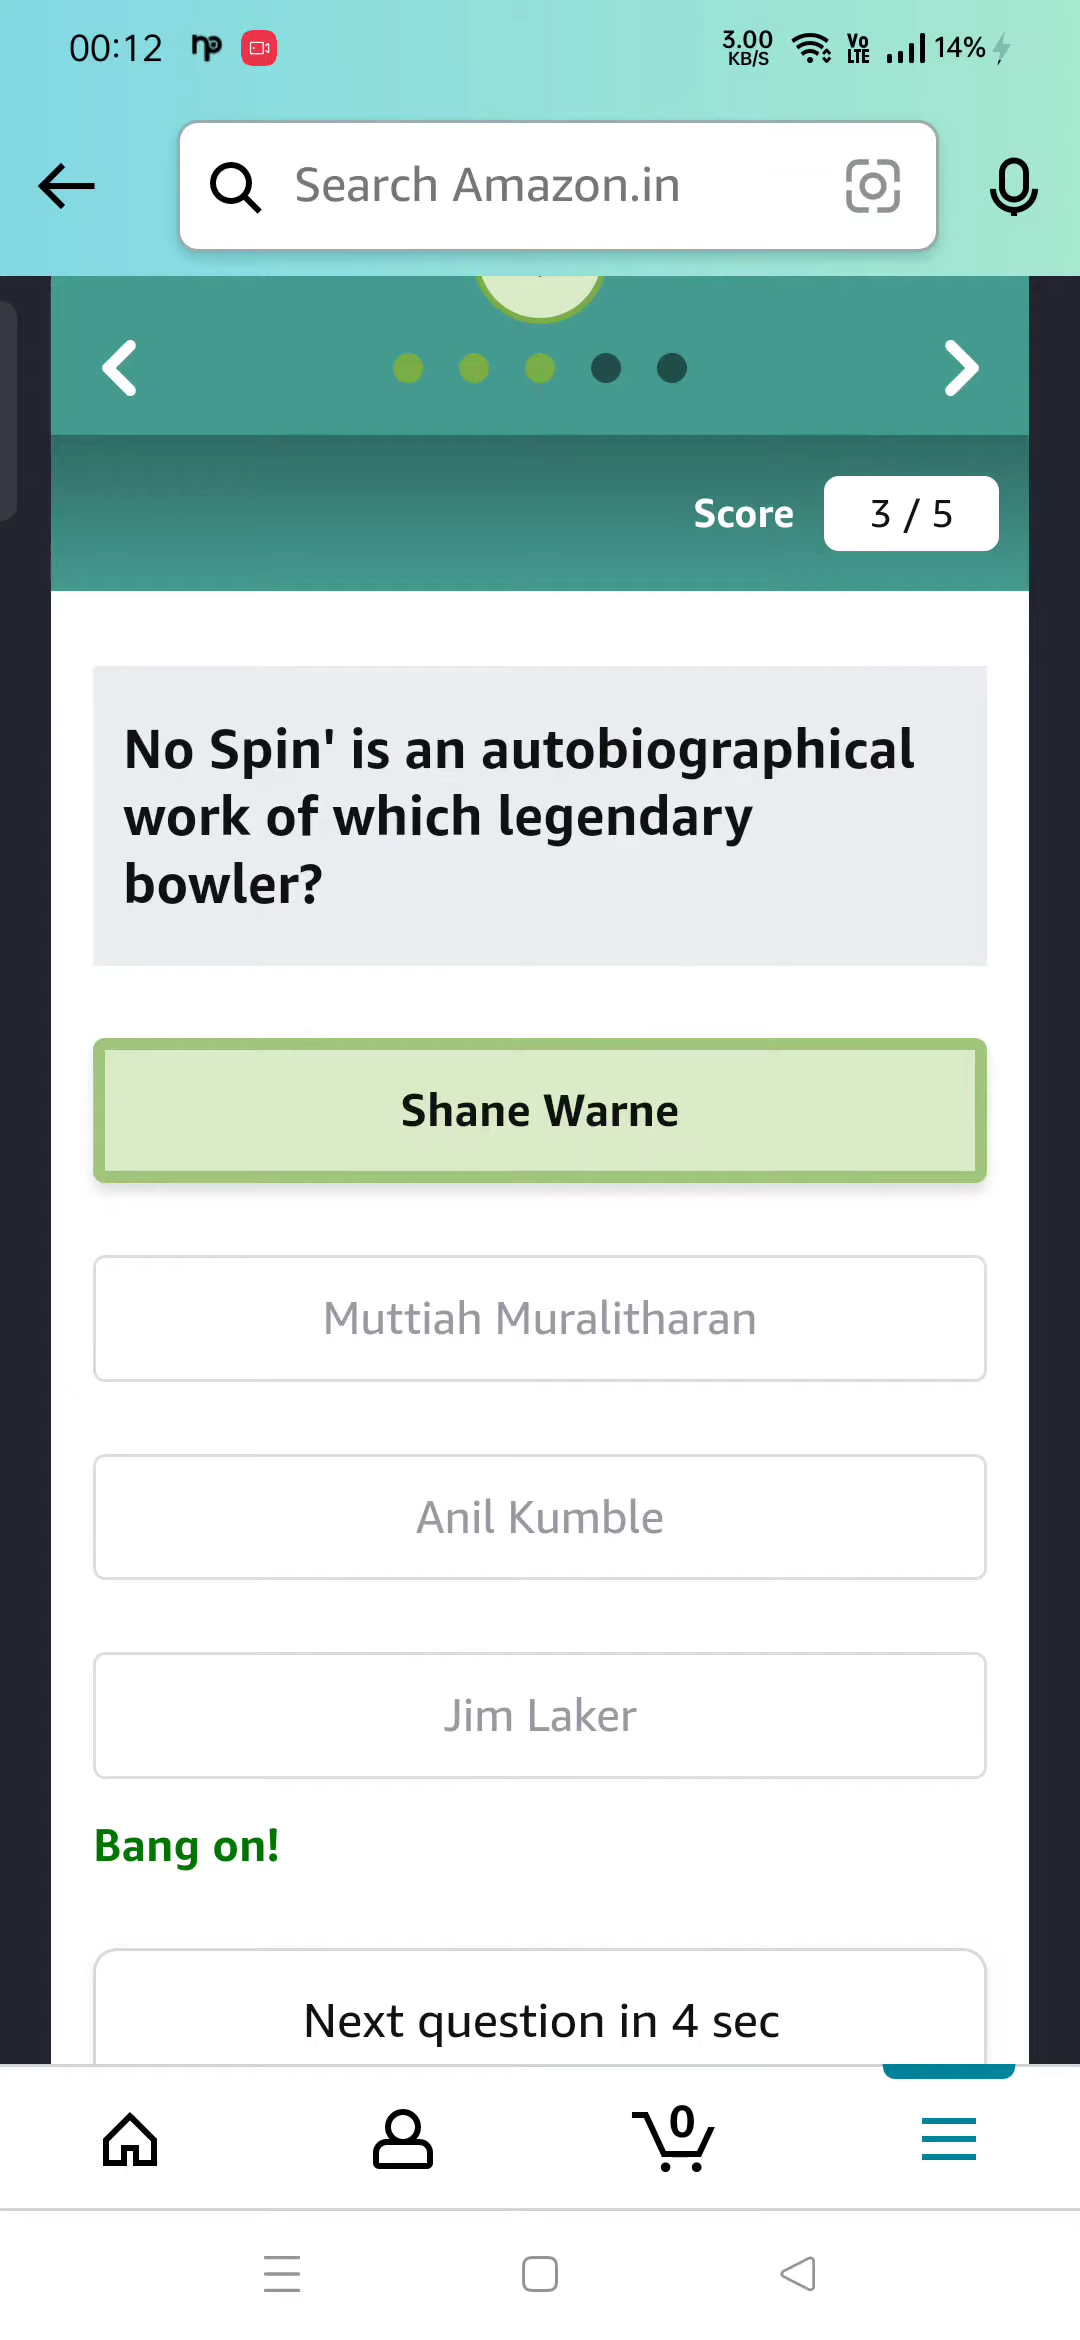 00:12
3.00
KB/S
Vo
LTE
14%
Search Amazon.in
Score
3 / 5
No Spin' is an autobiographical
work of which legendary
bowler?
Shane Warne
Muttiah Muralitharan
Anil Kumble
Jim Laker
Bang on!
Next question in 4 sec
0